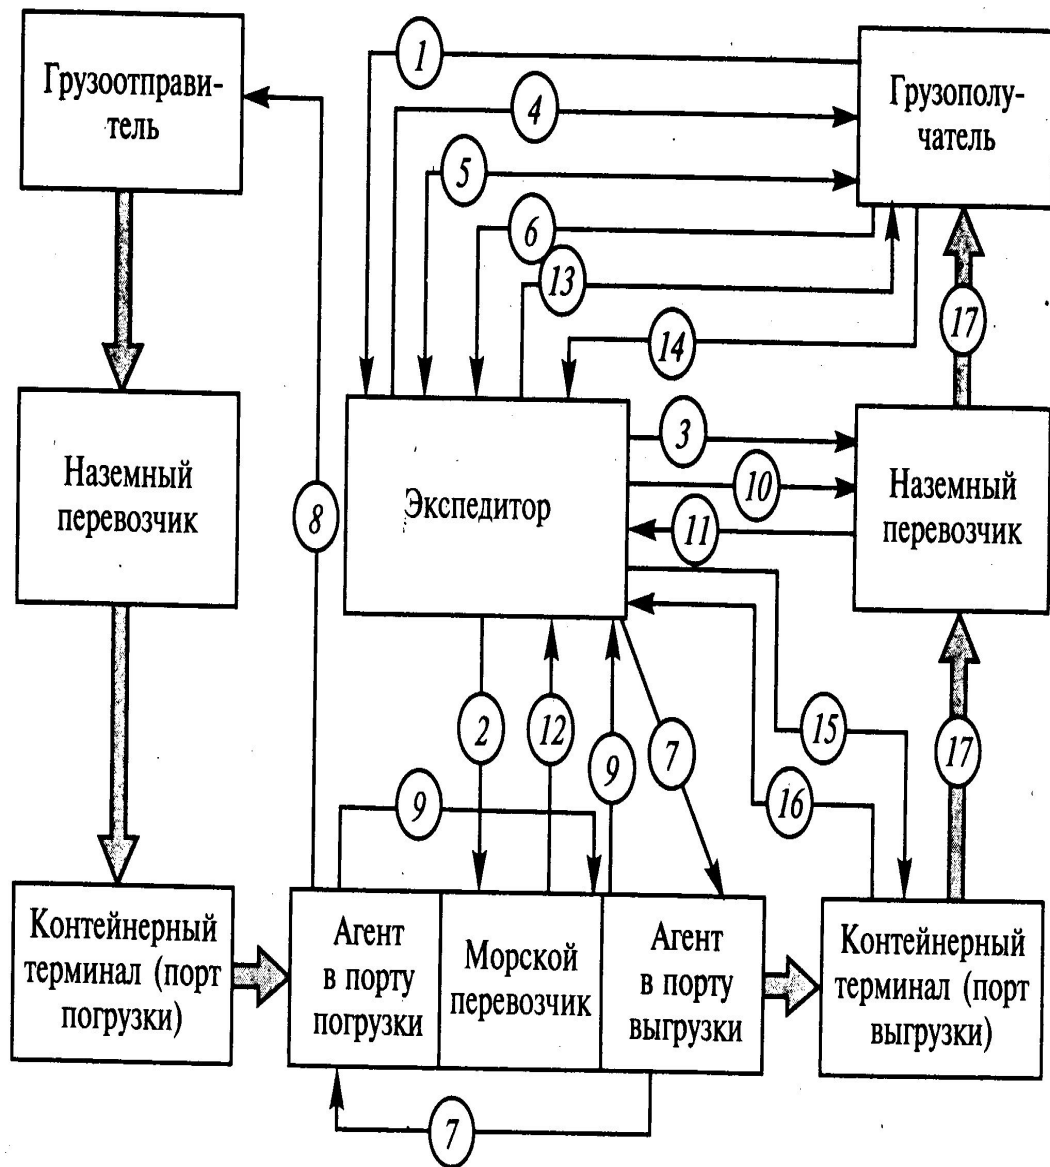 Грузоотправи-
тель
1
4
5
6
13
14
Грузополу-
чатель
17
Наземный
перевозчик
8
Экспедитор
3
10
11
Наземный
перевозчик
2
12
9
7
15
16
17
9
Контейнерный
терминал (порт
погрузки)
Агент
в порту
погрузки
Морской
перевозчик
Агент
в порту
выгрузки
Контейнерный
терминал (порт
выгрузки)
7